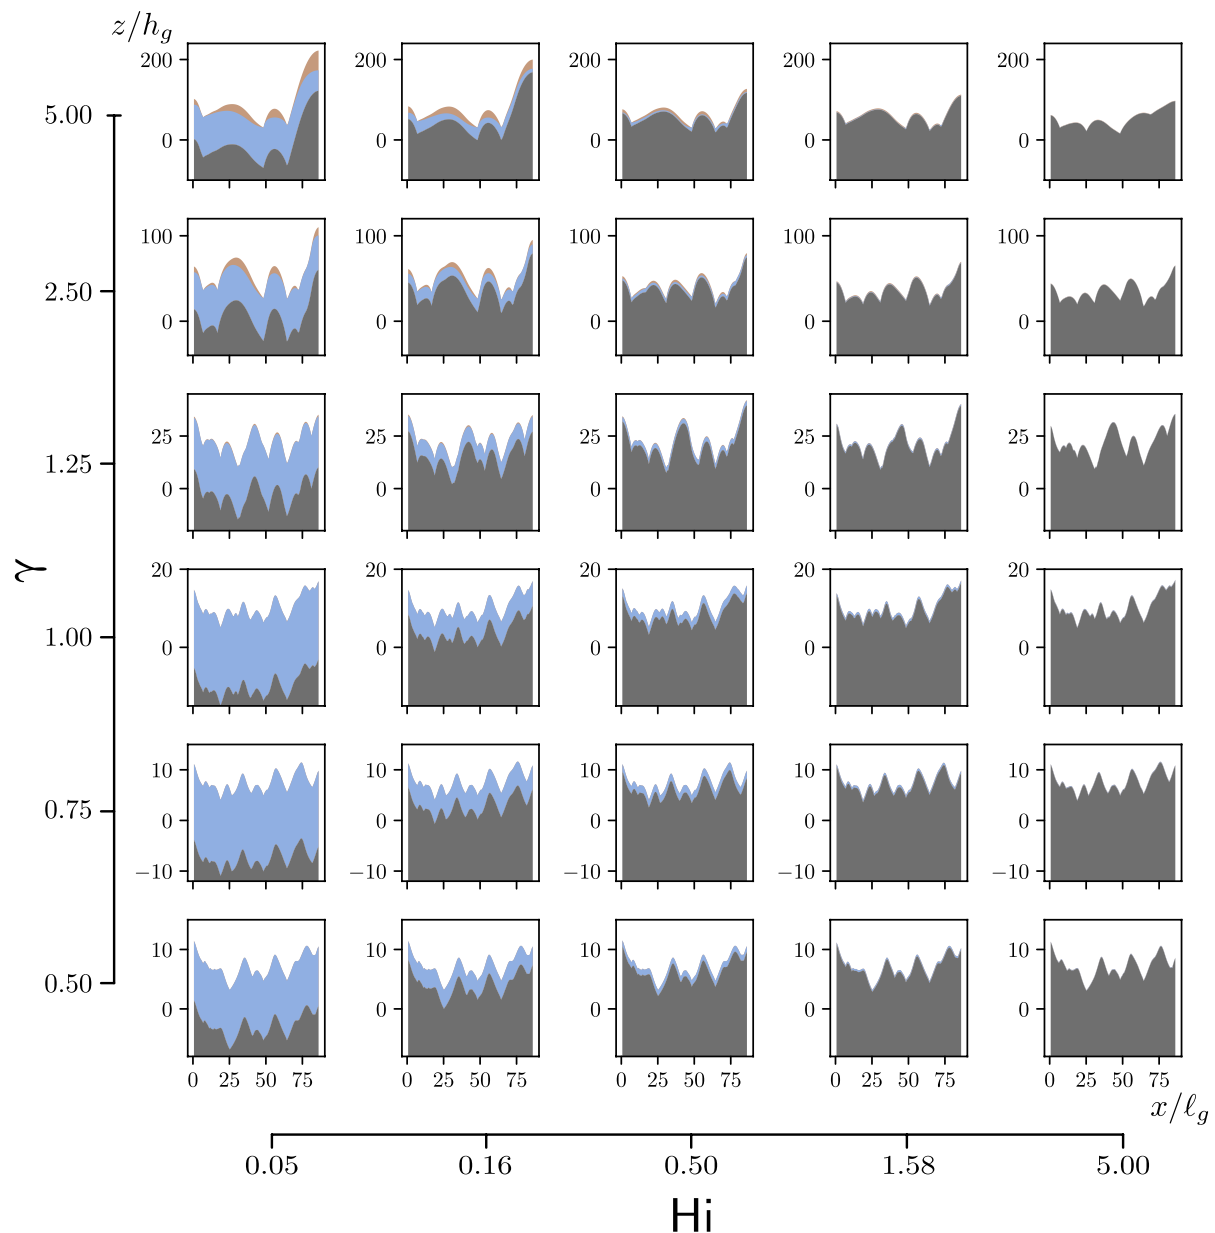 z/h_g
200 200 200 200 200
5.00
0 0 0 0 0
100 100 100 100 100
2.50
0 0 0 0 0
25 25 25 25 25
1.25
0 0 0 0 0
γ
20 20 20 20 20
1.00
0 0 0 0 0
10 10 10 10 10
0.75
0 0 0 0 0
−10 −10 −10 −10 −10
10 10 10 10 10
0.50
0 0 0 0 0
0 25 50 75 0 25 50 75 0 25 50 75 0 25 50 75 0 25 50 75
x/ℓ_g
0.05 0.16 0.50 1.58 5.00
Hi